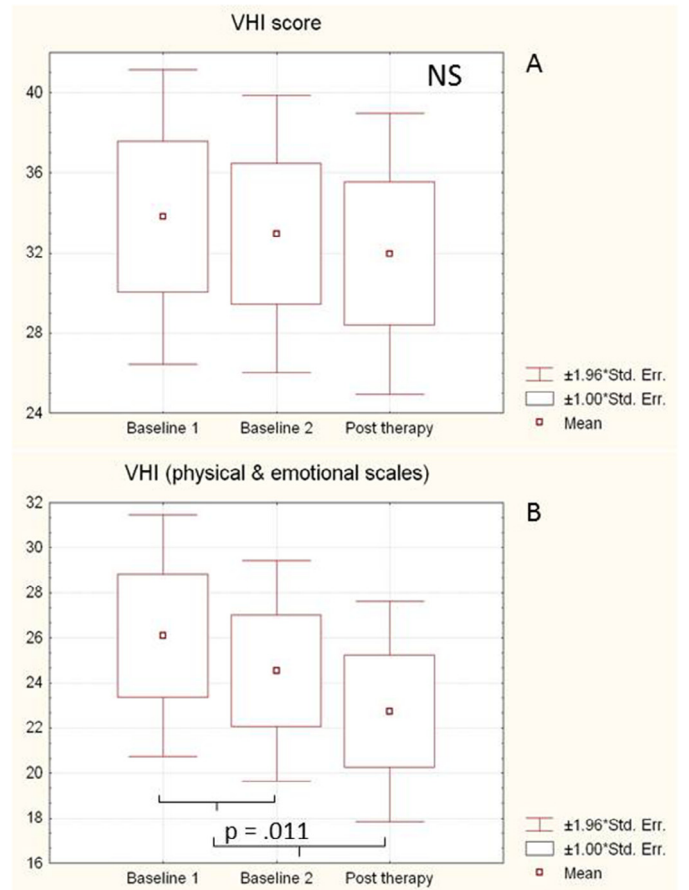 VHI score
NS
A
40
36
32
28
24
Baseline 1 Baseline 2 Post therapy
±1.96*Std. Err.
±1.00*Std. Err.
Mean
VHI (physical & emotional scales)
B
32
30
28
26
24
22
20
18
16
p = .011
Baseline 1 Baseline 2 Post therapy
±1.96*Std. Err.
±1.00*Std. Err.
Mean